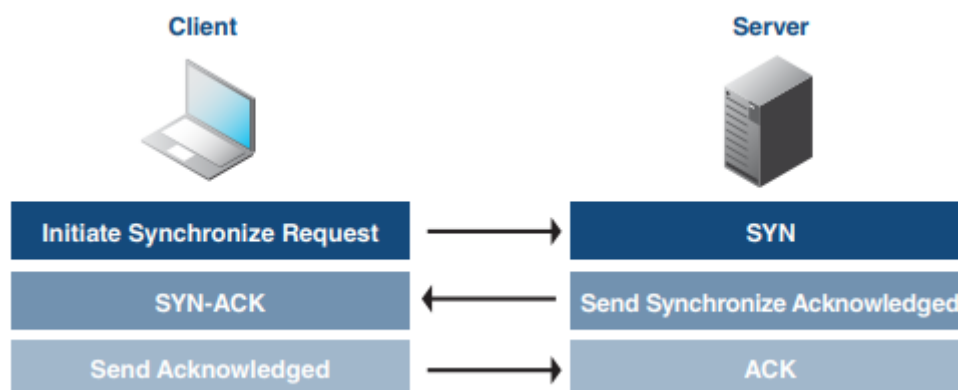 Client
Server
Initiate Synchronize Request
SYN
SYN-ACK
Send Synchronize Acknowledged
Send Acknowledged
ACK